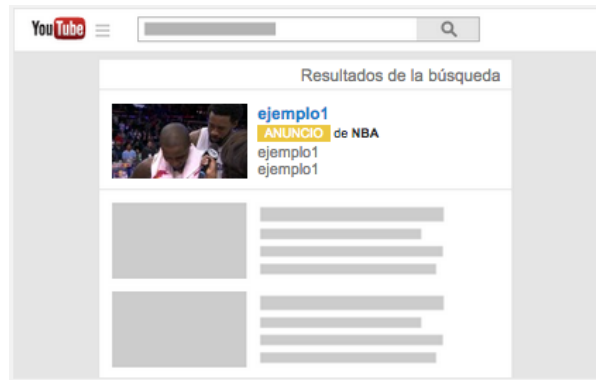 YouTube
Resultados de la búsqueda
ejemplo1
ANUNCIO de NBA
ejemplo1
ejemplo1